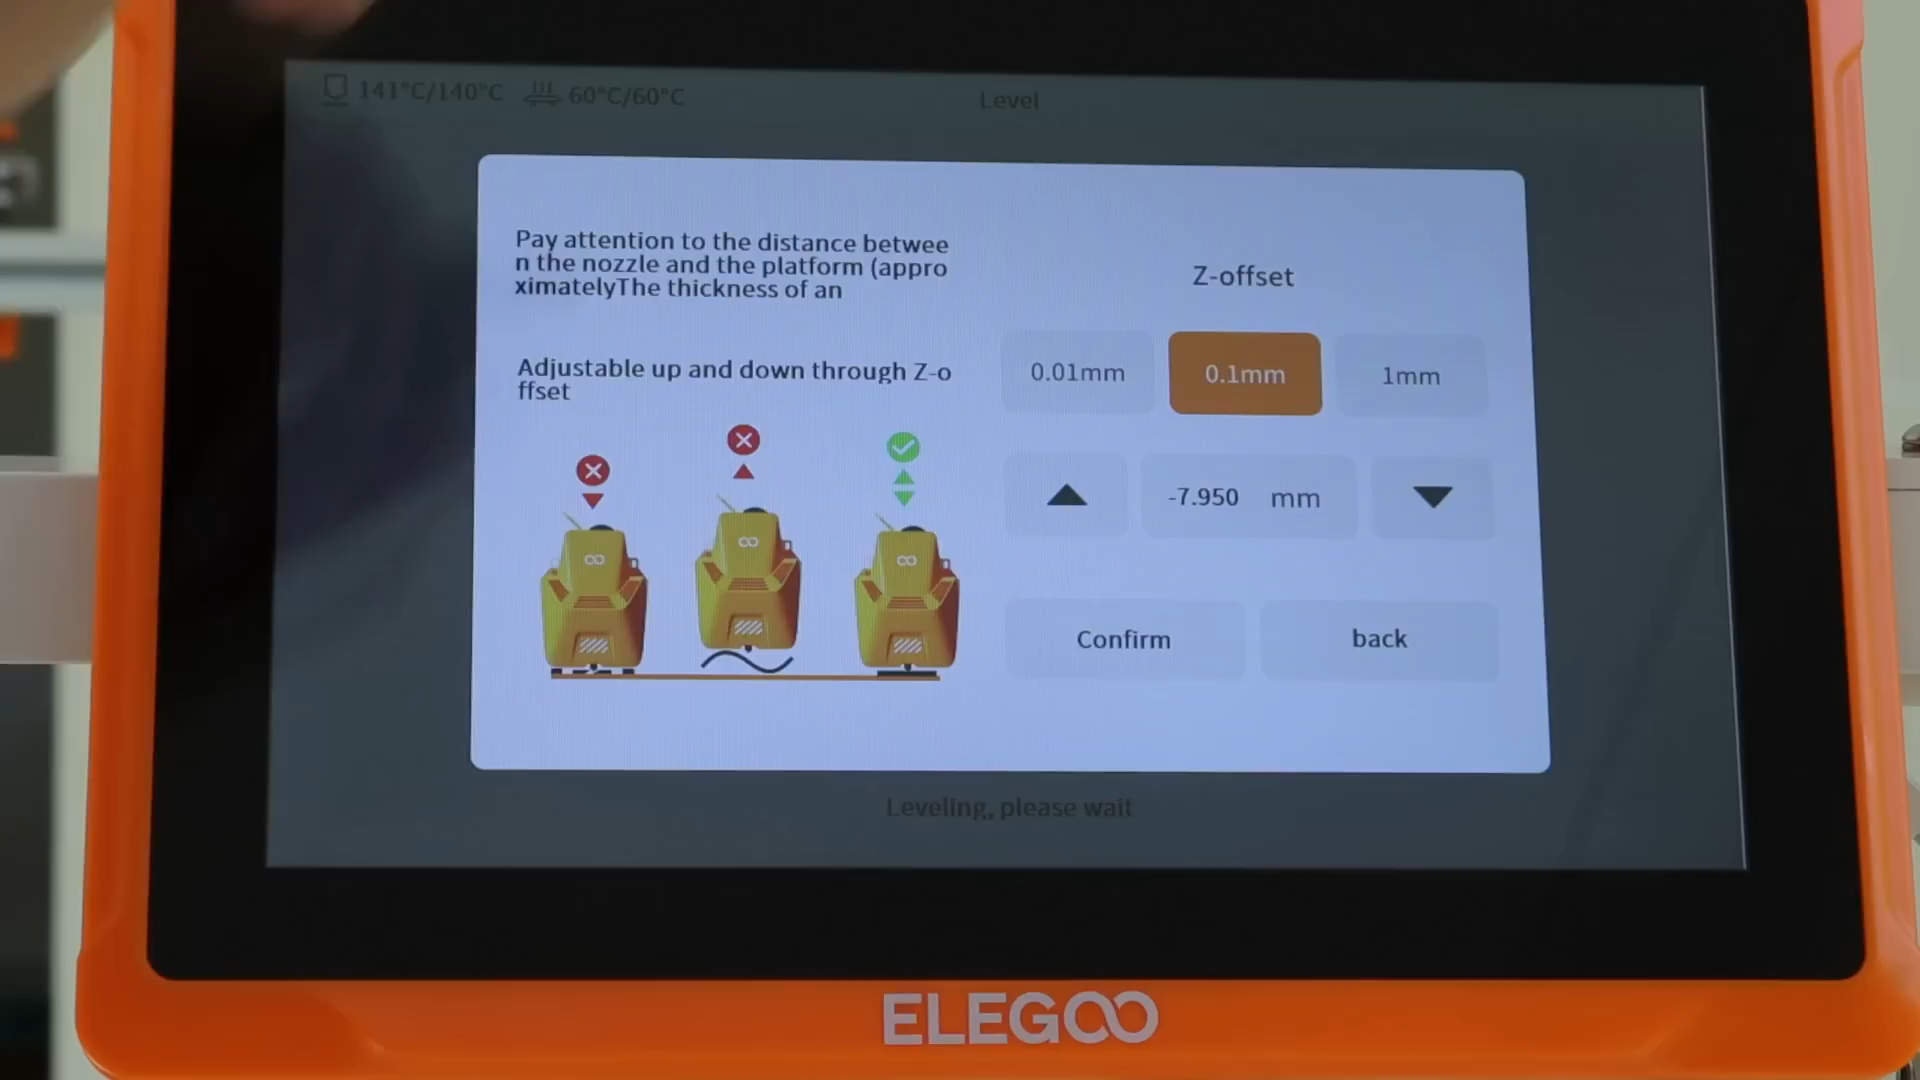 141°C/140°C 60°C/60°C Level
Pay attention to the distance betwee
n the nozzle and the platform (appro
ximatelyThe thickness of an
Adjustable up and down through Z-o
ffset
Z-offset
0.01mm 0.1mm 1mm
-7.950 mm
Confirm back
Leveling, please wait
ELEGOO